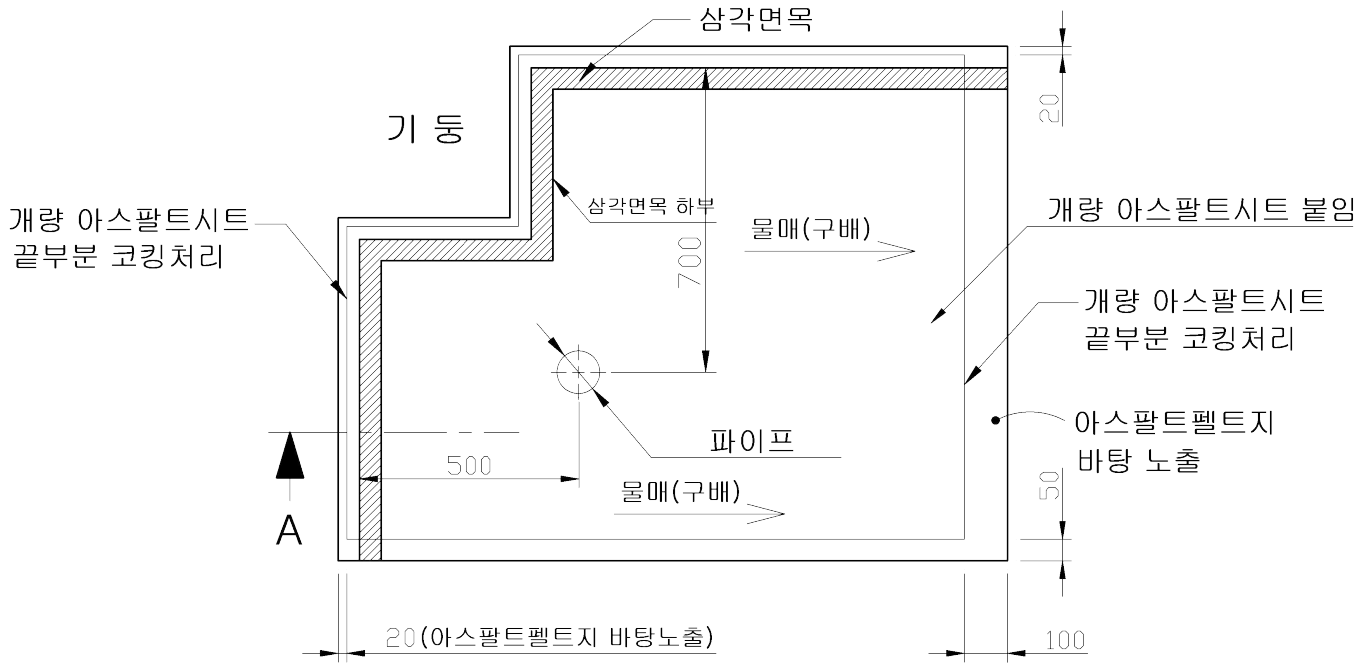 삼각면목
20
기 둥
개량 아스팔트시트
끝부분 코킹처리
삼각면목 하부
물매(구배)
700
개량 아스팔트시트 붙임
개량 아스팔트시트
끝부분 코킹처리
파이프
아스팔트펠트지
바탕 노출
500
물매(구배)
50
A
20(아스팔트펠트지 바탕노출)
100